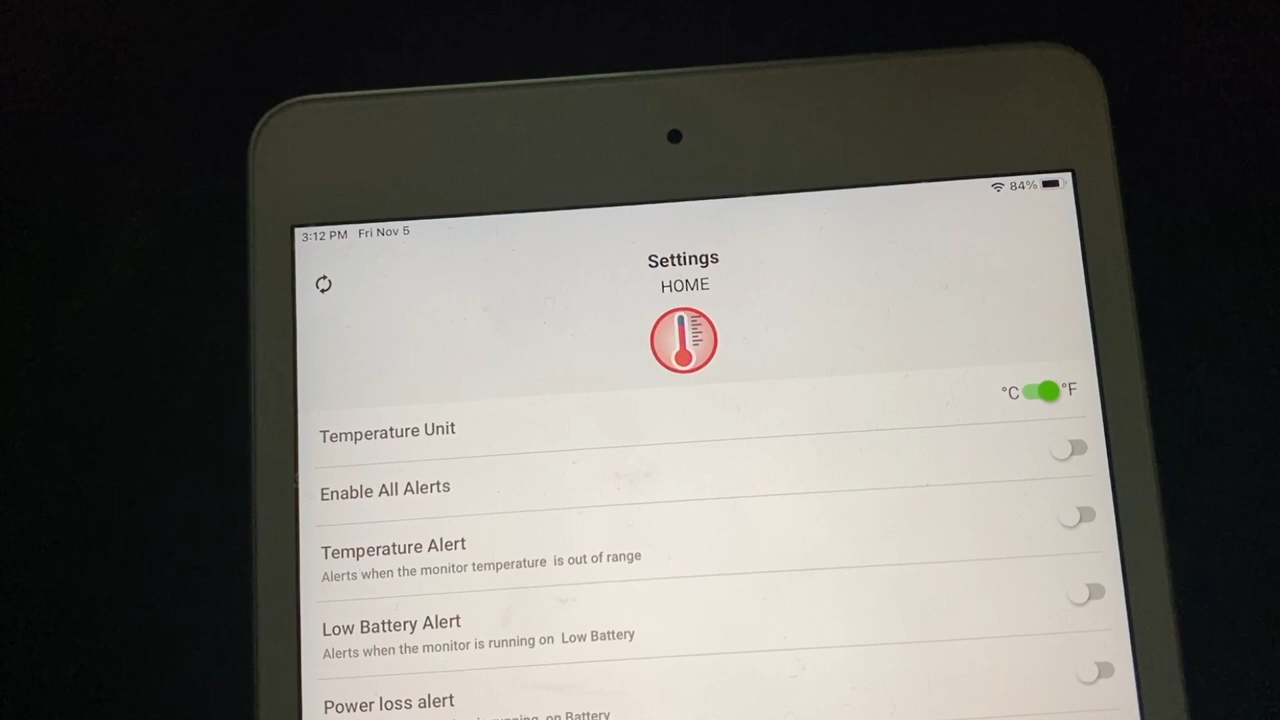 3:12 PM Fri Nov 5
84%
Settings
HOME
Temperature Unit
°C °F
Enable All Alerts
Temperature Alert
Alerts when the monitor temperature is out of range
Low Battery Alert
Alerts when the monitor is running on Low Battery
Power loss alert
on Battery